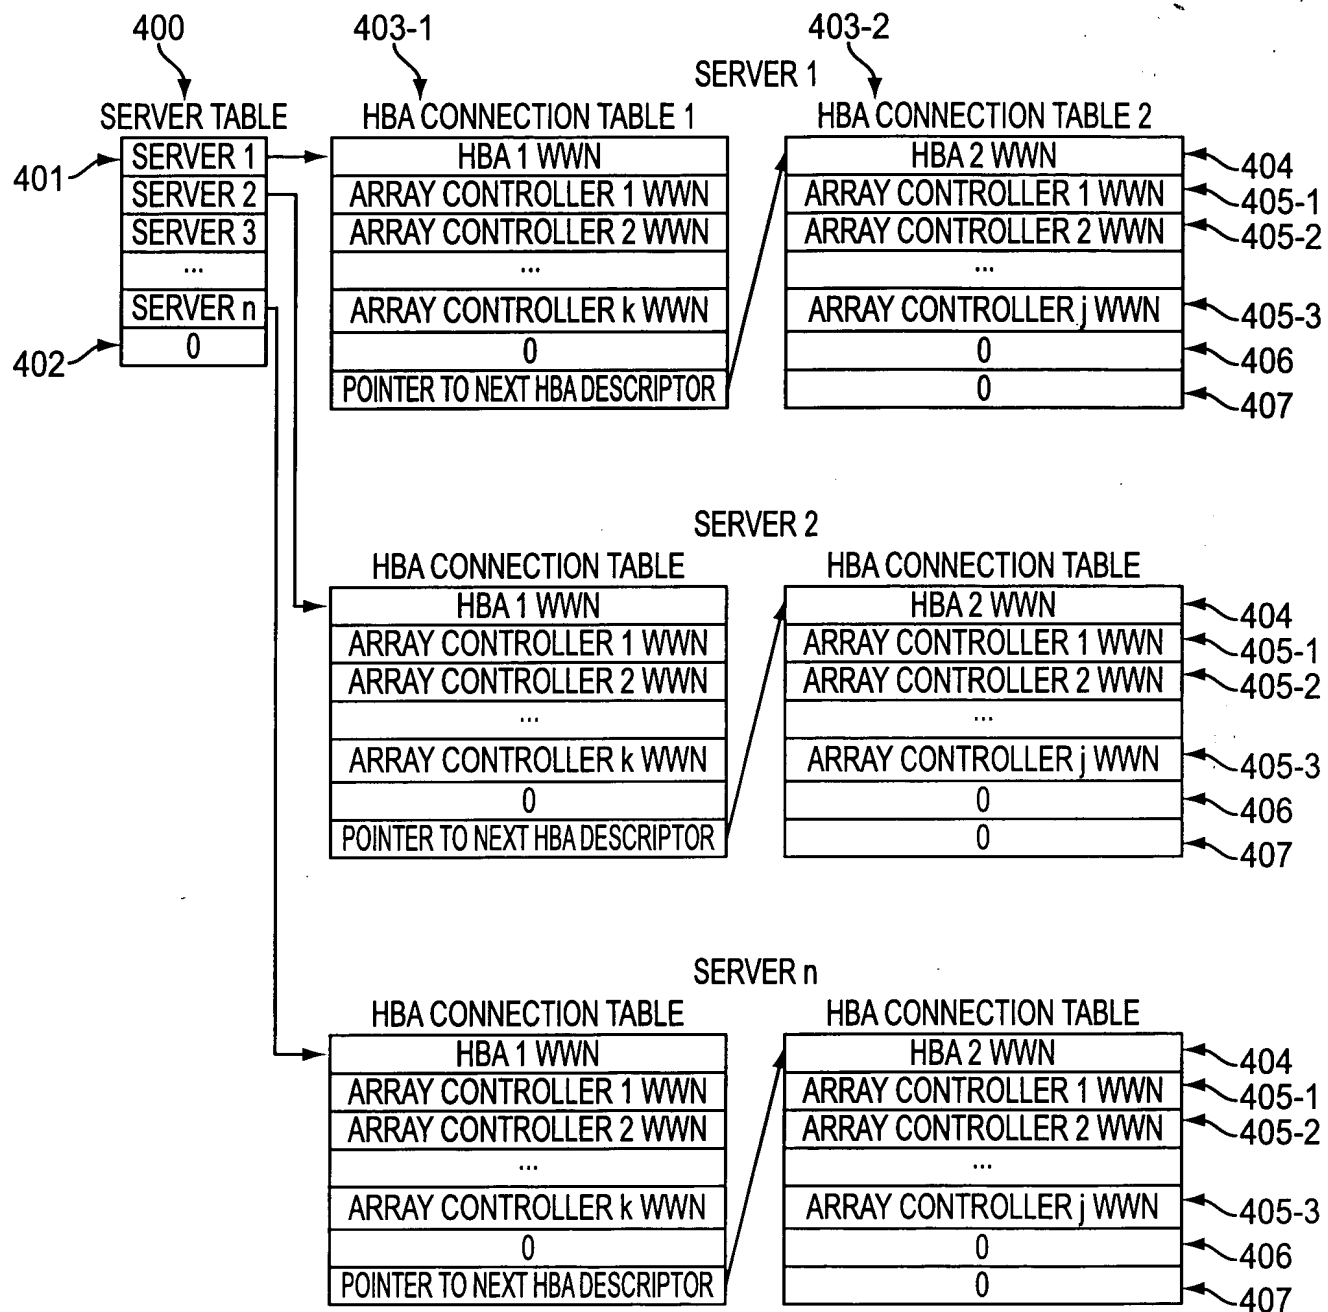 400
403-1
403-2
SERVER 1
SERVER TABLE
HBA CONNECTION TABLE 1
HBA CONNECTION TABLE 2
401
SERVER 1
SERVER 2
SERVER 3
...
SERVER n
402
0
HBA 1 WWN
ARRAY CONTROLLER 1 WWN
ARRAY CONTROLLER 2 WWN
...
ARRAY CONTROLLER k WWN
0
POINTER TO NEXT HBA DESCRIPTOR
HBA 2 WWN
404
ARRAY CONTROLLER 1 WWN
405-1
ARRAY CONTROLLER 2 WWN
405-2
...
ARRAY CONTROLLER j WWN
405-3
0
406
0
407
SERVER 2
HBA CONNECTION TABLE
HBA 1 WWN
ARRAY CONTROLLER 1 WWN
ARRAY CONTROLLER 2 WWN
...
ARRAY CONTROLLER k WWN
0
POINTER TO NEXT HBA DESCRIPTOR
HBA CONNECTION TABLE
HBA 2 WWN
404
ARRAY CONTROLLER 1 WWN
405-1
ARRAY CONTROLLER 2 WWN
405-2
...
ARRAY CONTROLLER j WWN
405-3
0
406
0
407
SERVER n
HBA CONNECTION TABLE
HBA 1 WWN
ARRAY CONTROLLER 1 WWN
ARRAY CONTROLLER 2 WWN
...
ARRAY CONTROLLER k WWN
0
POINTER TO NEXT HBA DESCRIPTOR
HBA CONNECTION TABLE
HBA 2 WWN
404
ARRAY CONTROLLER 1 WWN
405-1
ARRAY CONTROLLER 2 WWN
405-2
...
ARRAY CONTROLLER j WWN
405-3
0
406
0
407